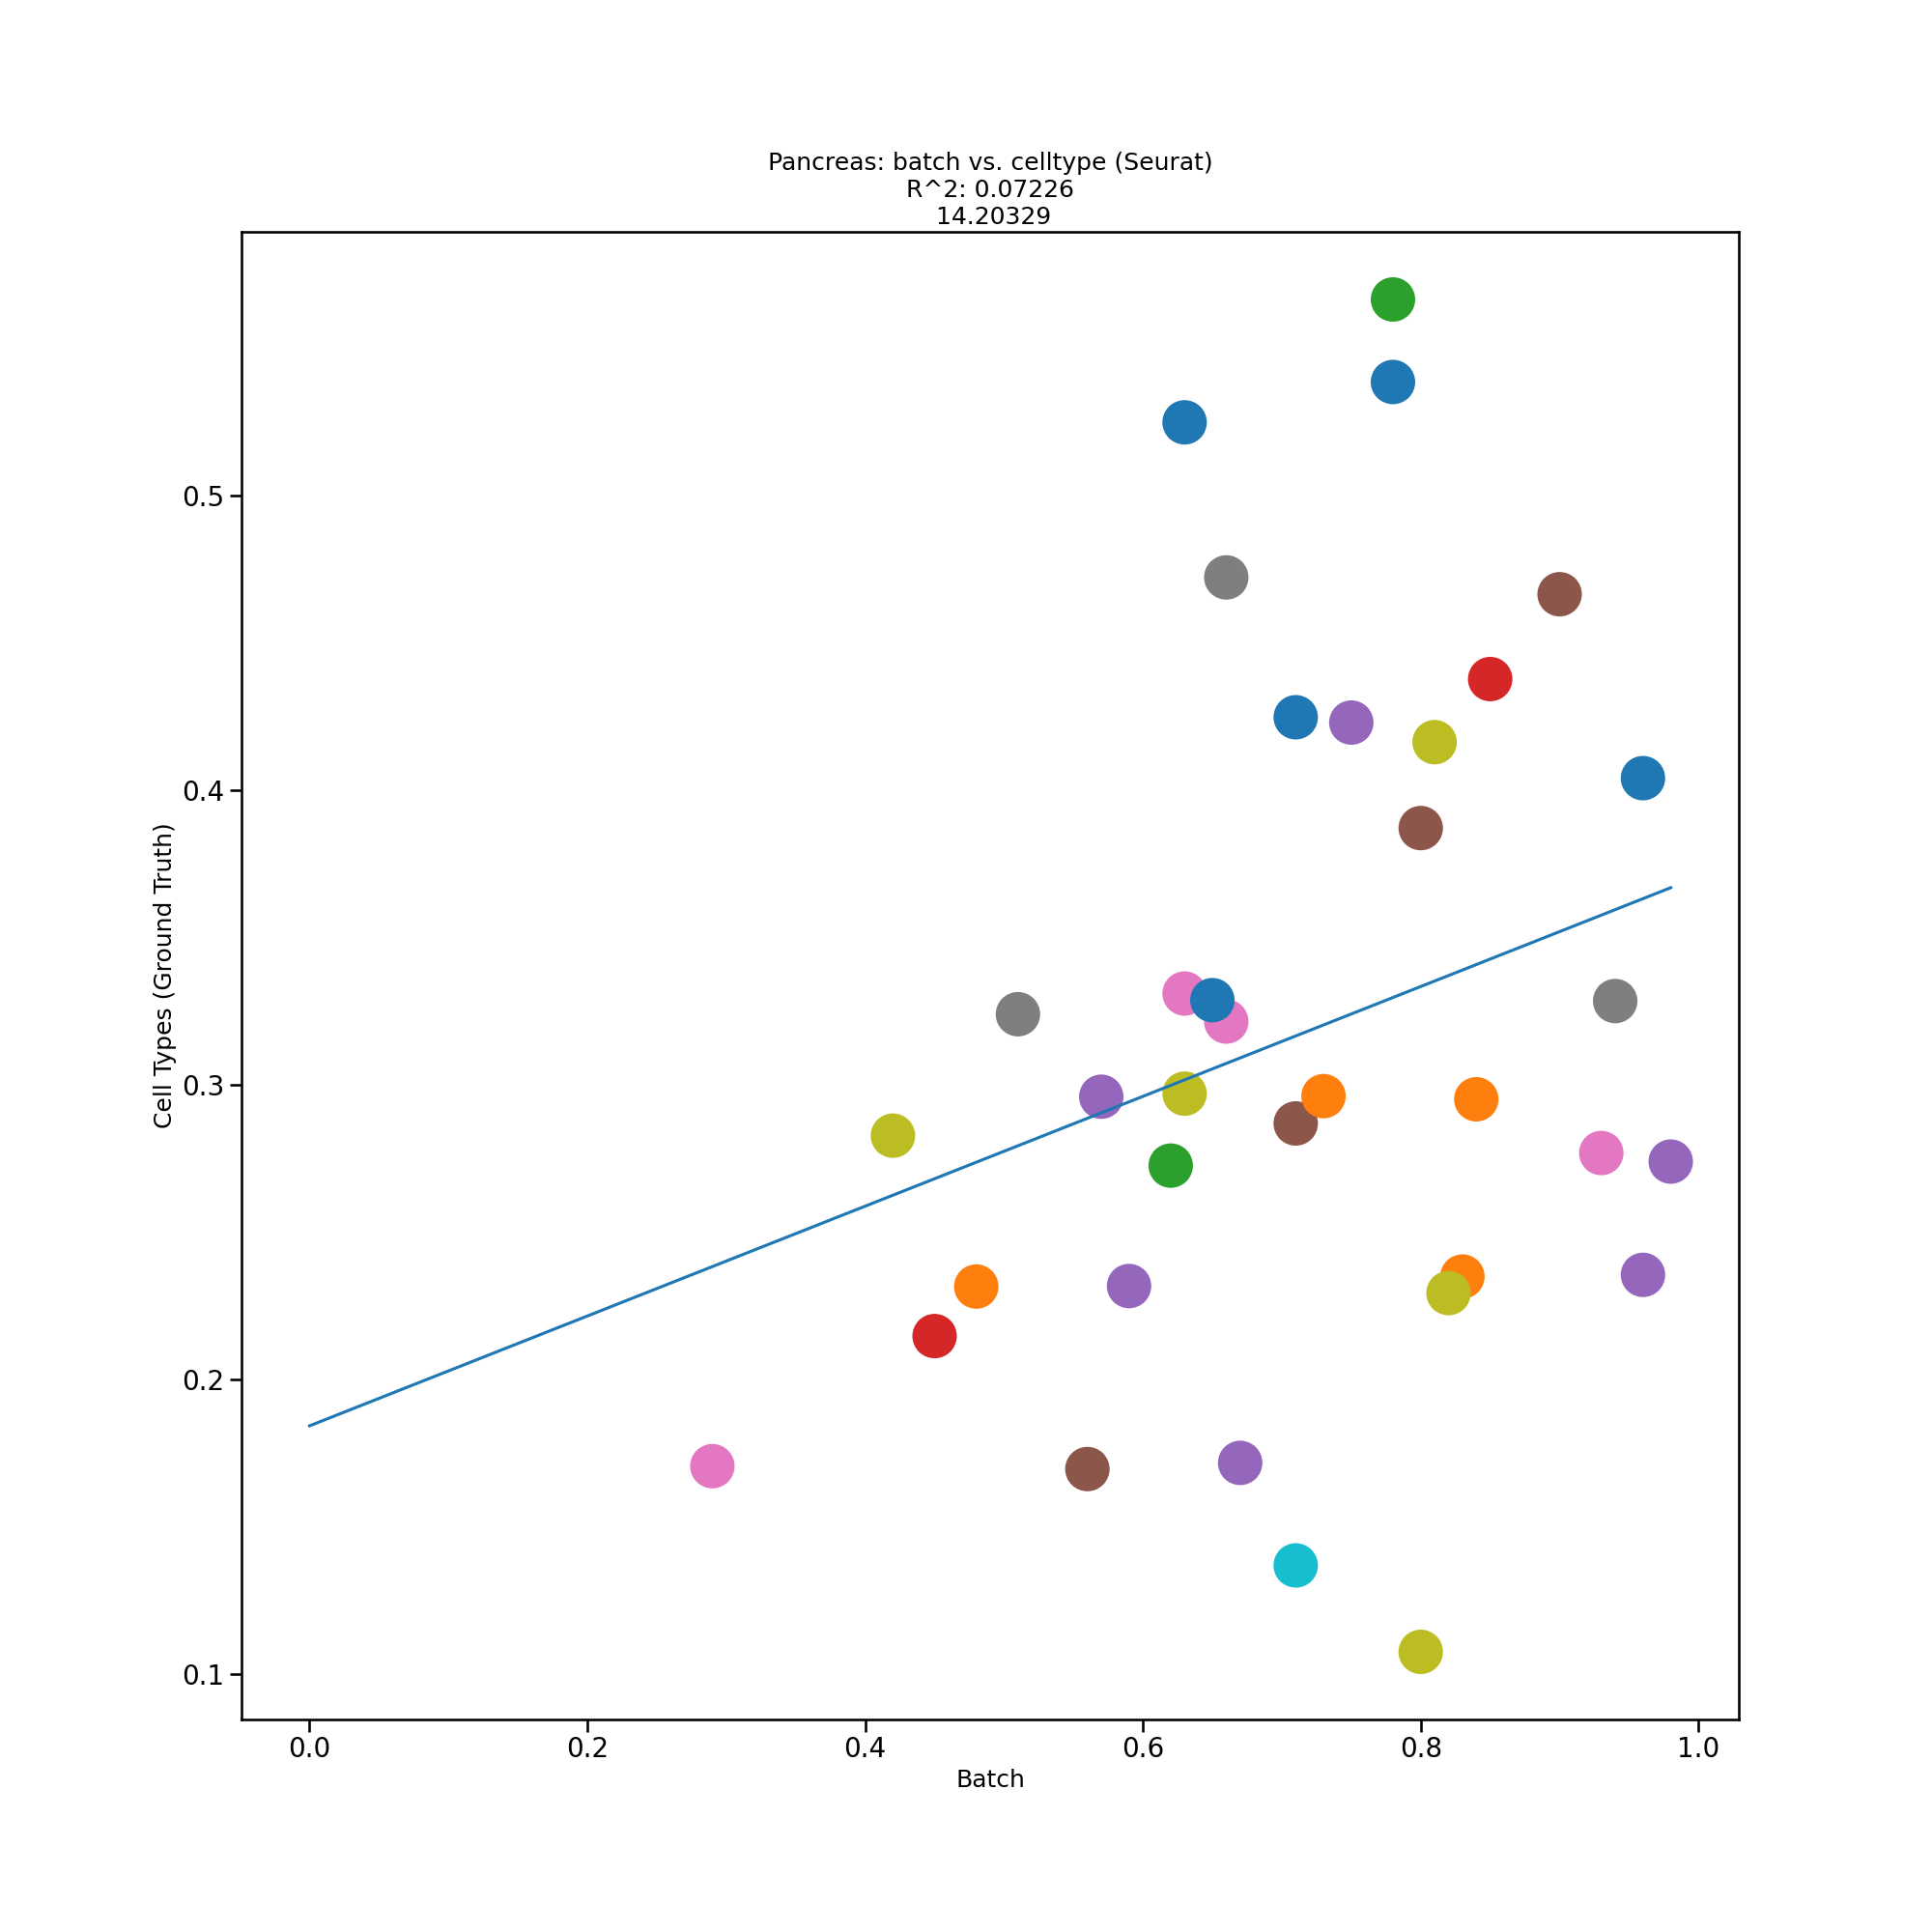 Pancreas: batch vs. celltype (Seurat)
R^2: 0.07226
14.20329
0.5
0.4
0.3
0.2
0.1
Cell Types (Ground Truth)
0.0 0.2 0.4 0.6 0.8 1.0
Batch